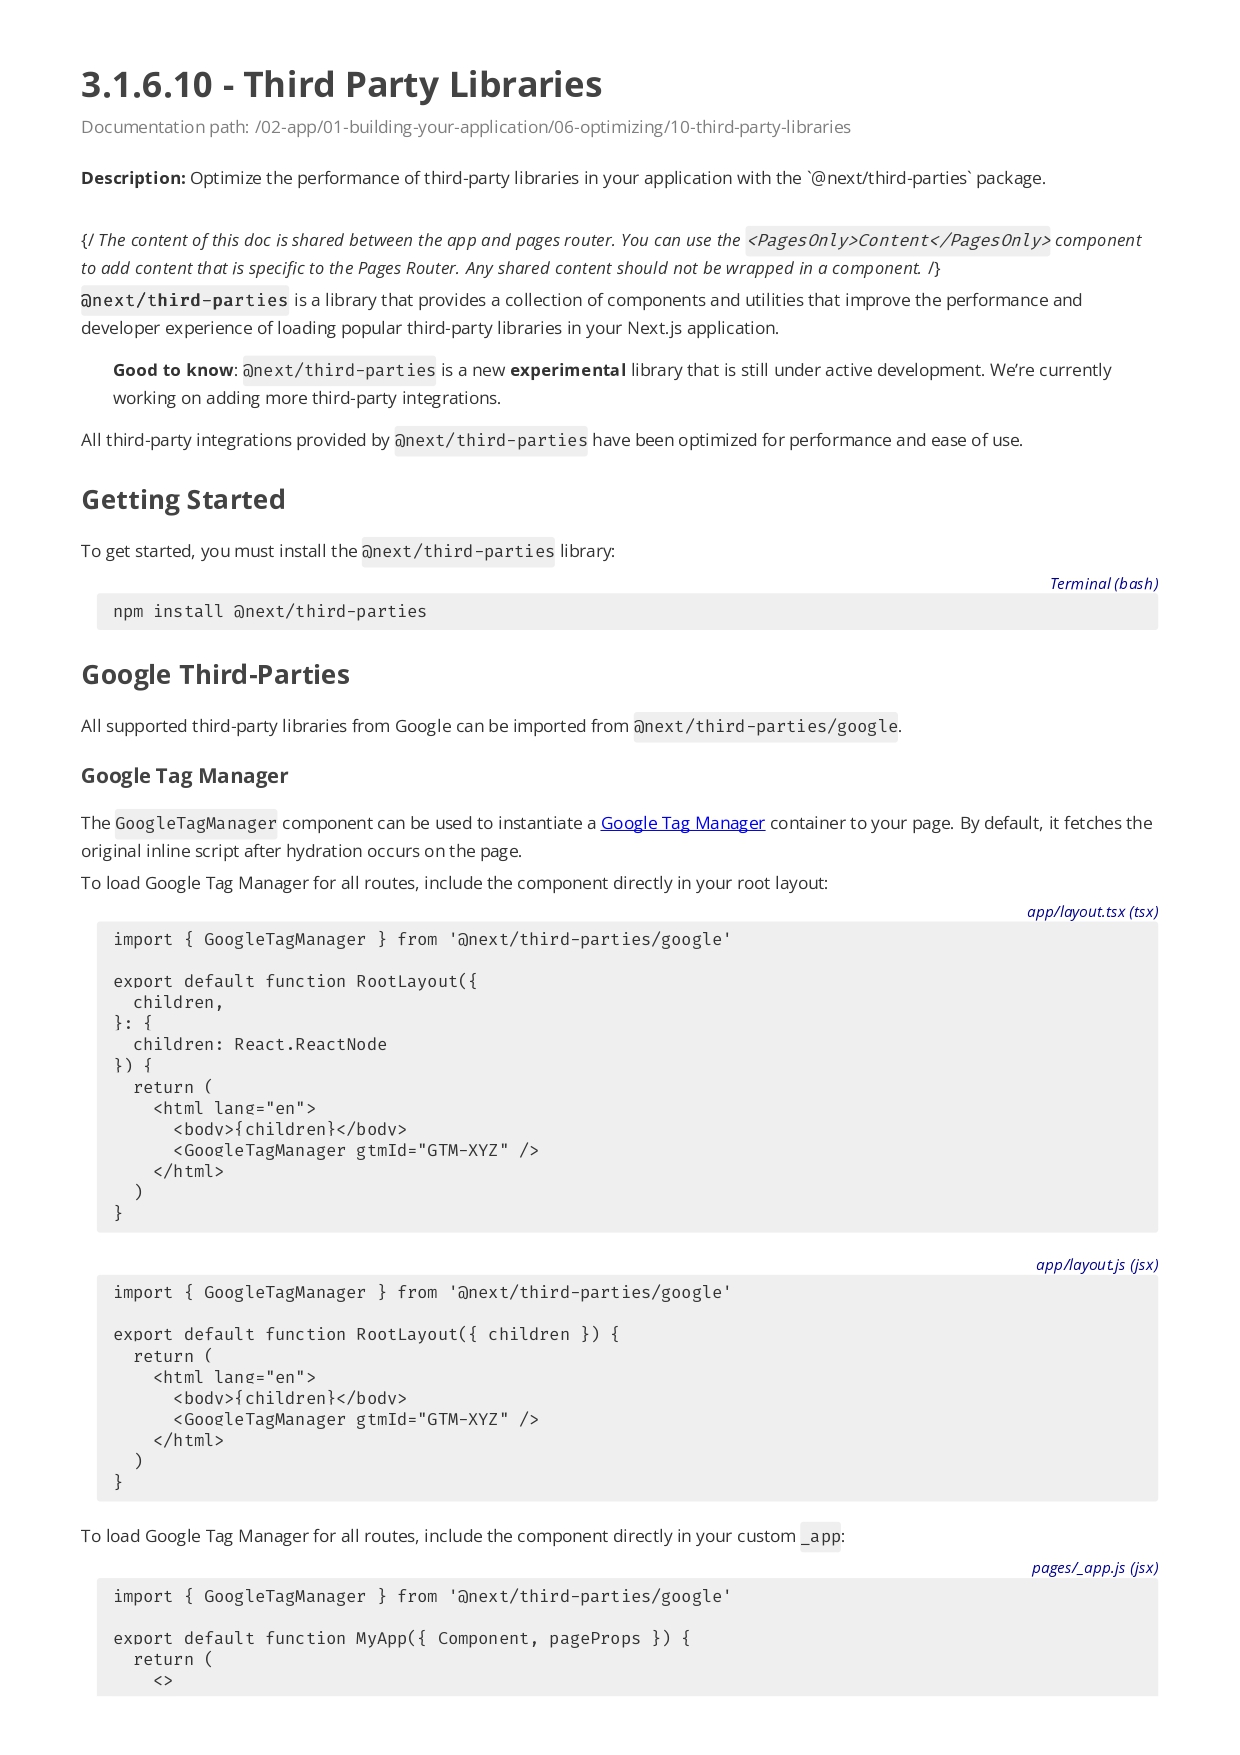 3.1.6.10 - Third Party Libraries
Documentation path: /02-app/01-building-your-application/06-optimizing/10-third-party-libraries
Description: Optimize the performance of third-party libraries in your application with the `@next/third-parties` package.
{/ The content of this doc is shared between the app and pages router. You can use the <PagesOnly>Content</PagesOnly> component
to add content that is specific to the Pages Router. Any shared content should not be wrapped in a component. /}
@next/third-parties is a library that provides a collection of components and utilities that improve the performance and
developer experience of loading popular third-party libraries in your Next.js application.
Good to know: @next/third-parties is a new experimental library that is still under active development. We’re currently
working on adding more third-party integrations.
All third-party integrations provided by @next/third-parties have been optimized for performance and ease of use.
Getting Started
To get started, you must install the @next/third-parties library:
Terminal (bash)
npm install @next/third-parties
Google Third-Parties
All supported third-party libraries from Google can be imported from @next/third-parties/google.
Google Tag Manager
The GoogleTagManager component can be used to instantiate a Google Tag Manager container to your page. By default, it fetches the
original inline script after hydration occurs on the page.
To load Google Tag Manager for all routes, include the component directly in your root layout:
app/layout.tsx (tsx)
import { GoogleTagManager } from '@next/third-parties/google'
export default function RootLayout({
  children,
}: {
  children: React.ReactNode
}) {
  return (
    <html lang="en">
      <body>{children}</body>
      <GoogleTagManager gtmId="GTM-XYZ" />
    </html>
  )
}
app/layout.js (jsx)
import { GoogleTagManager } from '@next/third-parties/google'
export default function RootLayout({ children }) {
  return (
    <html lang="en">
      <body>{children}</body>
      <GoogleTagManager gtmId="GTM-XYZ" />
    </html>
  )
}
To load Google Tag Manager for all routes, include the component directly in your custom _app:
pages/_app.js (jsx)
import { GoogleTagManager } from '@next/third-parties/google'
export default function MyApp({ Component, pageProps }) {
  return (
    <>